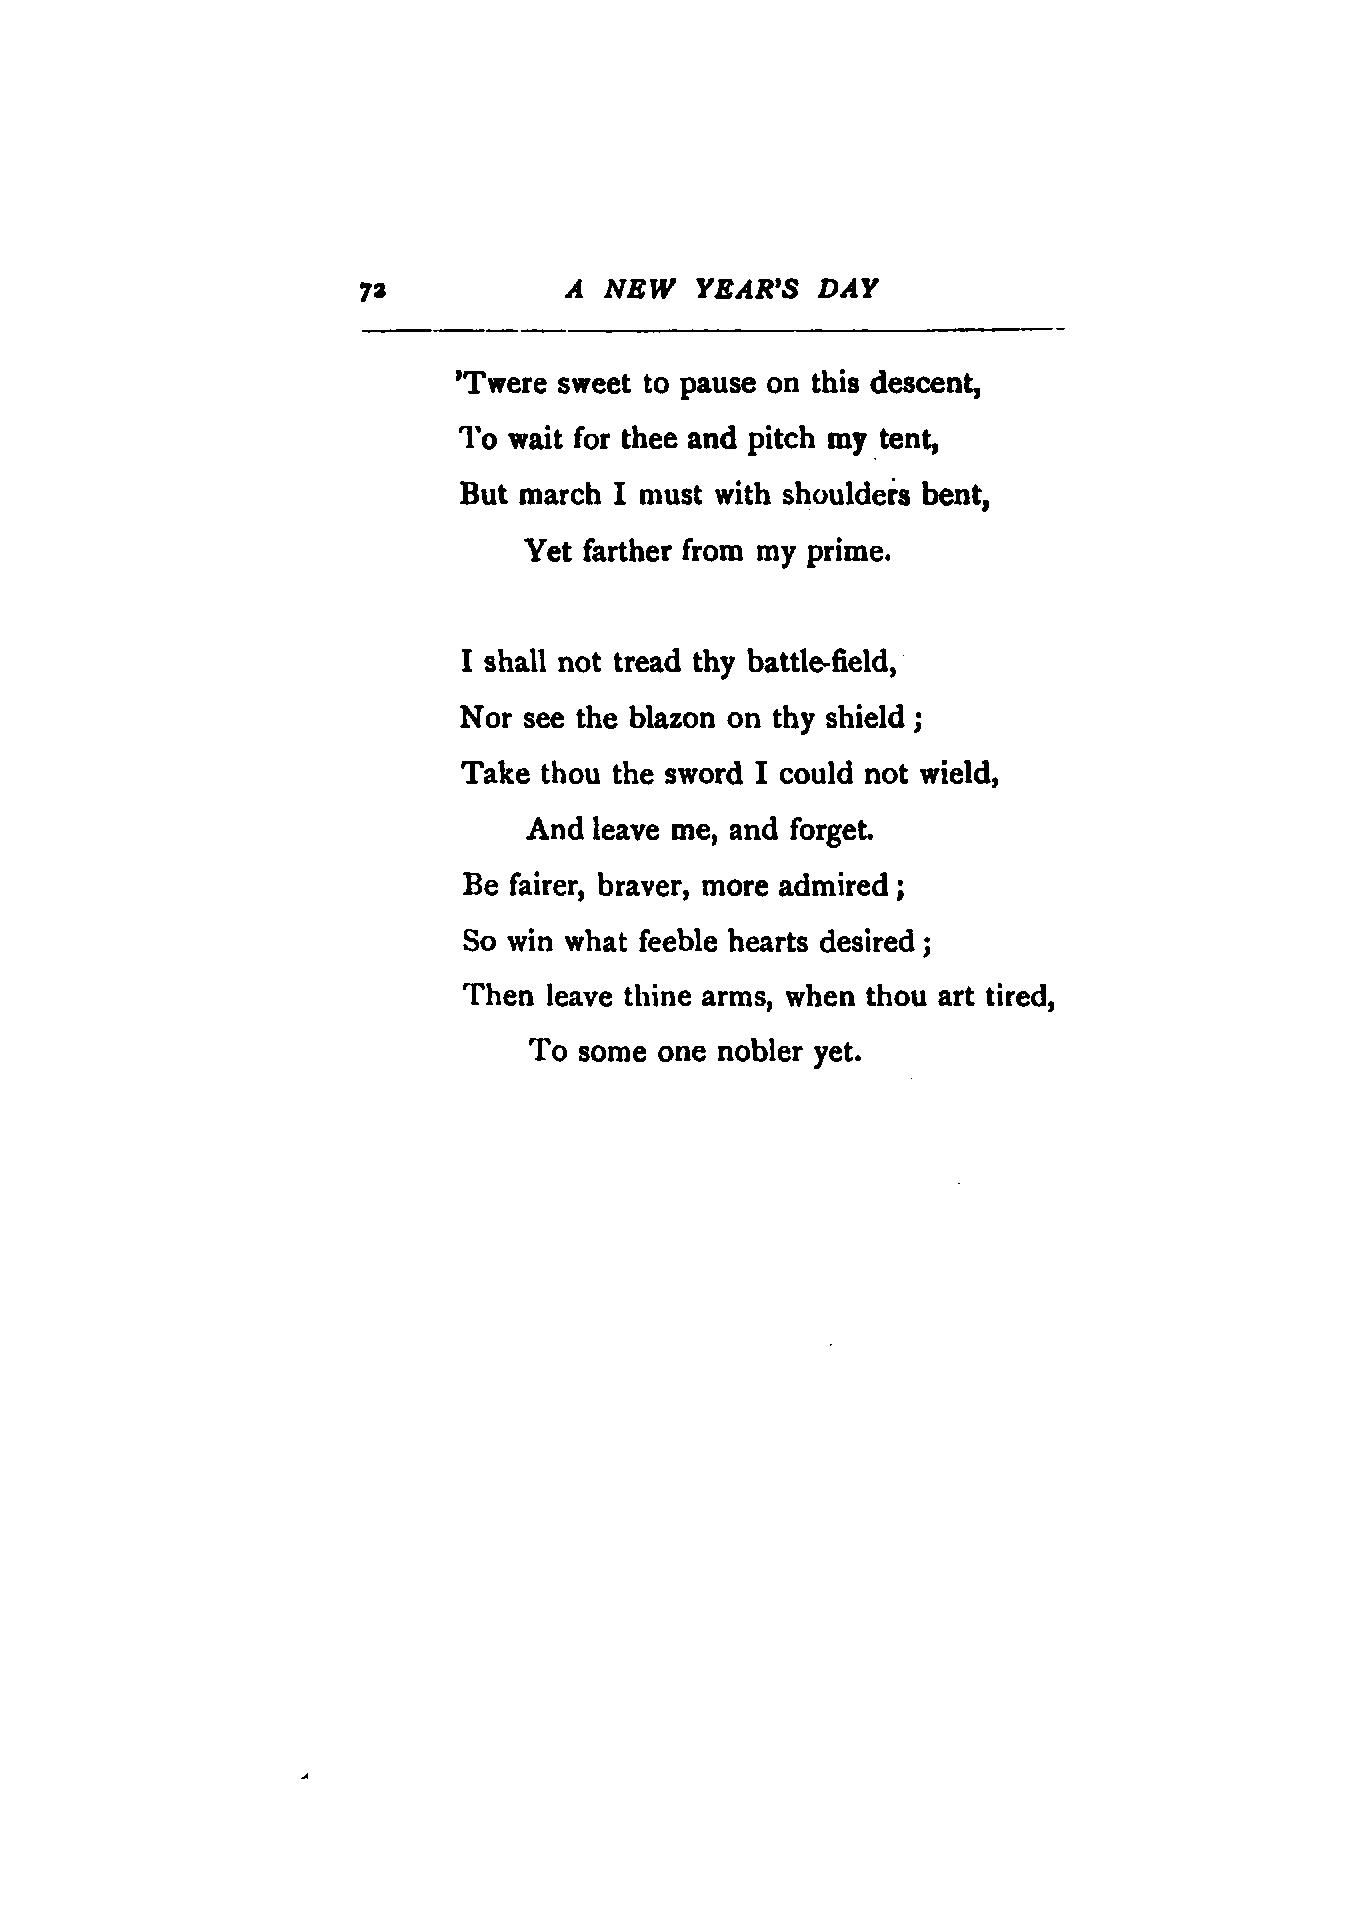 72 A NEW YEAR'S DAY
'Twere sweet to pause on this descent,
To wait for thee and pitch my tent,
But march I must with shoulders bent,
Yet farther from my prime.
I shall not tread thy battle-field,
Nor see the blazon on thy shield ;
Take thou the sword I could not wield,
And leave me, and forget.
Be fairer, braver, more admired ;
So win what feeble hearts desired ;
Then leave thine arms, when thou art tired,
To some one nobler yet.